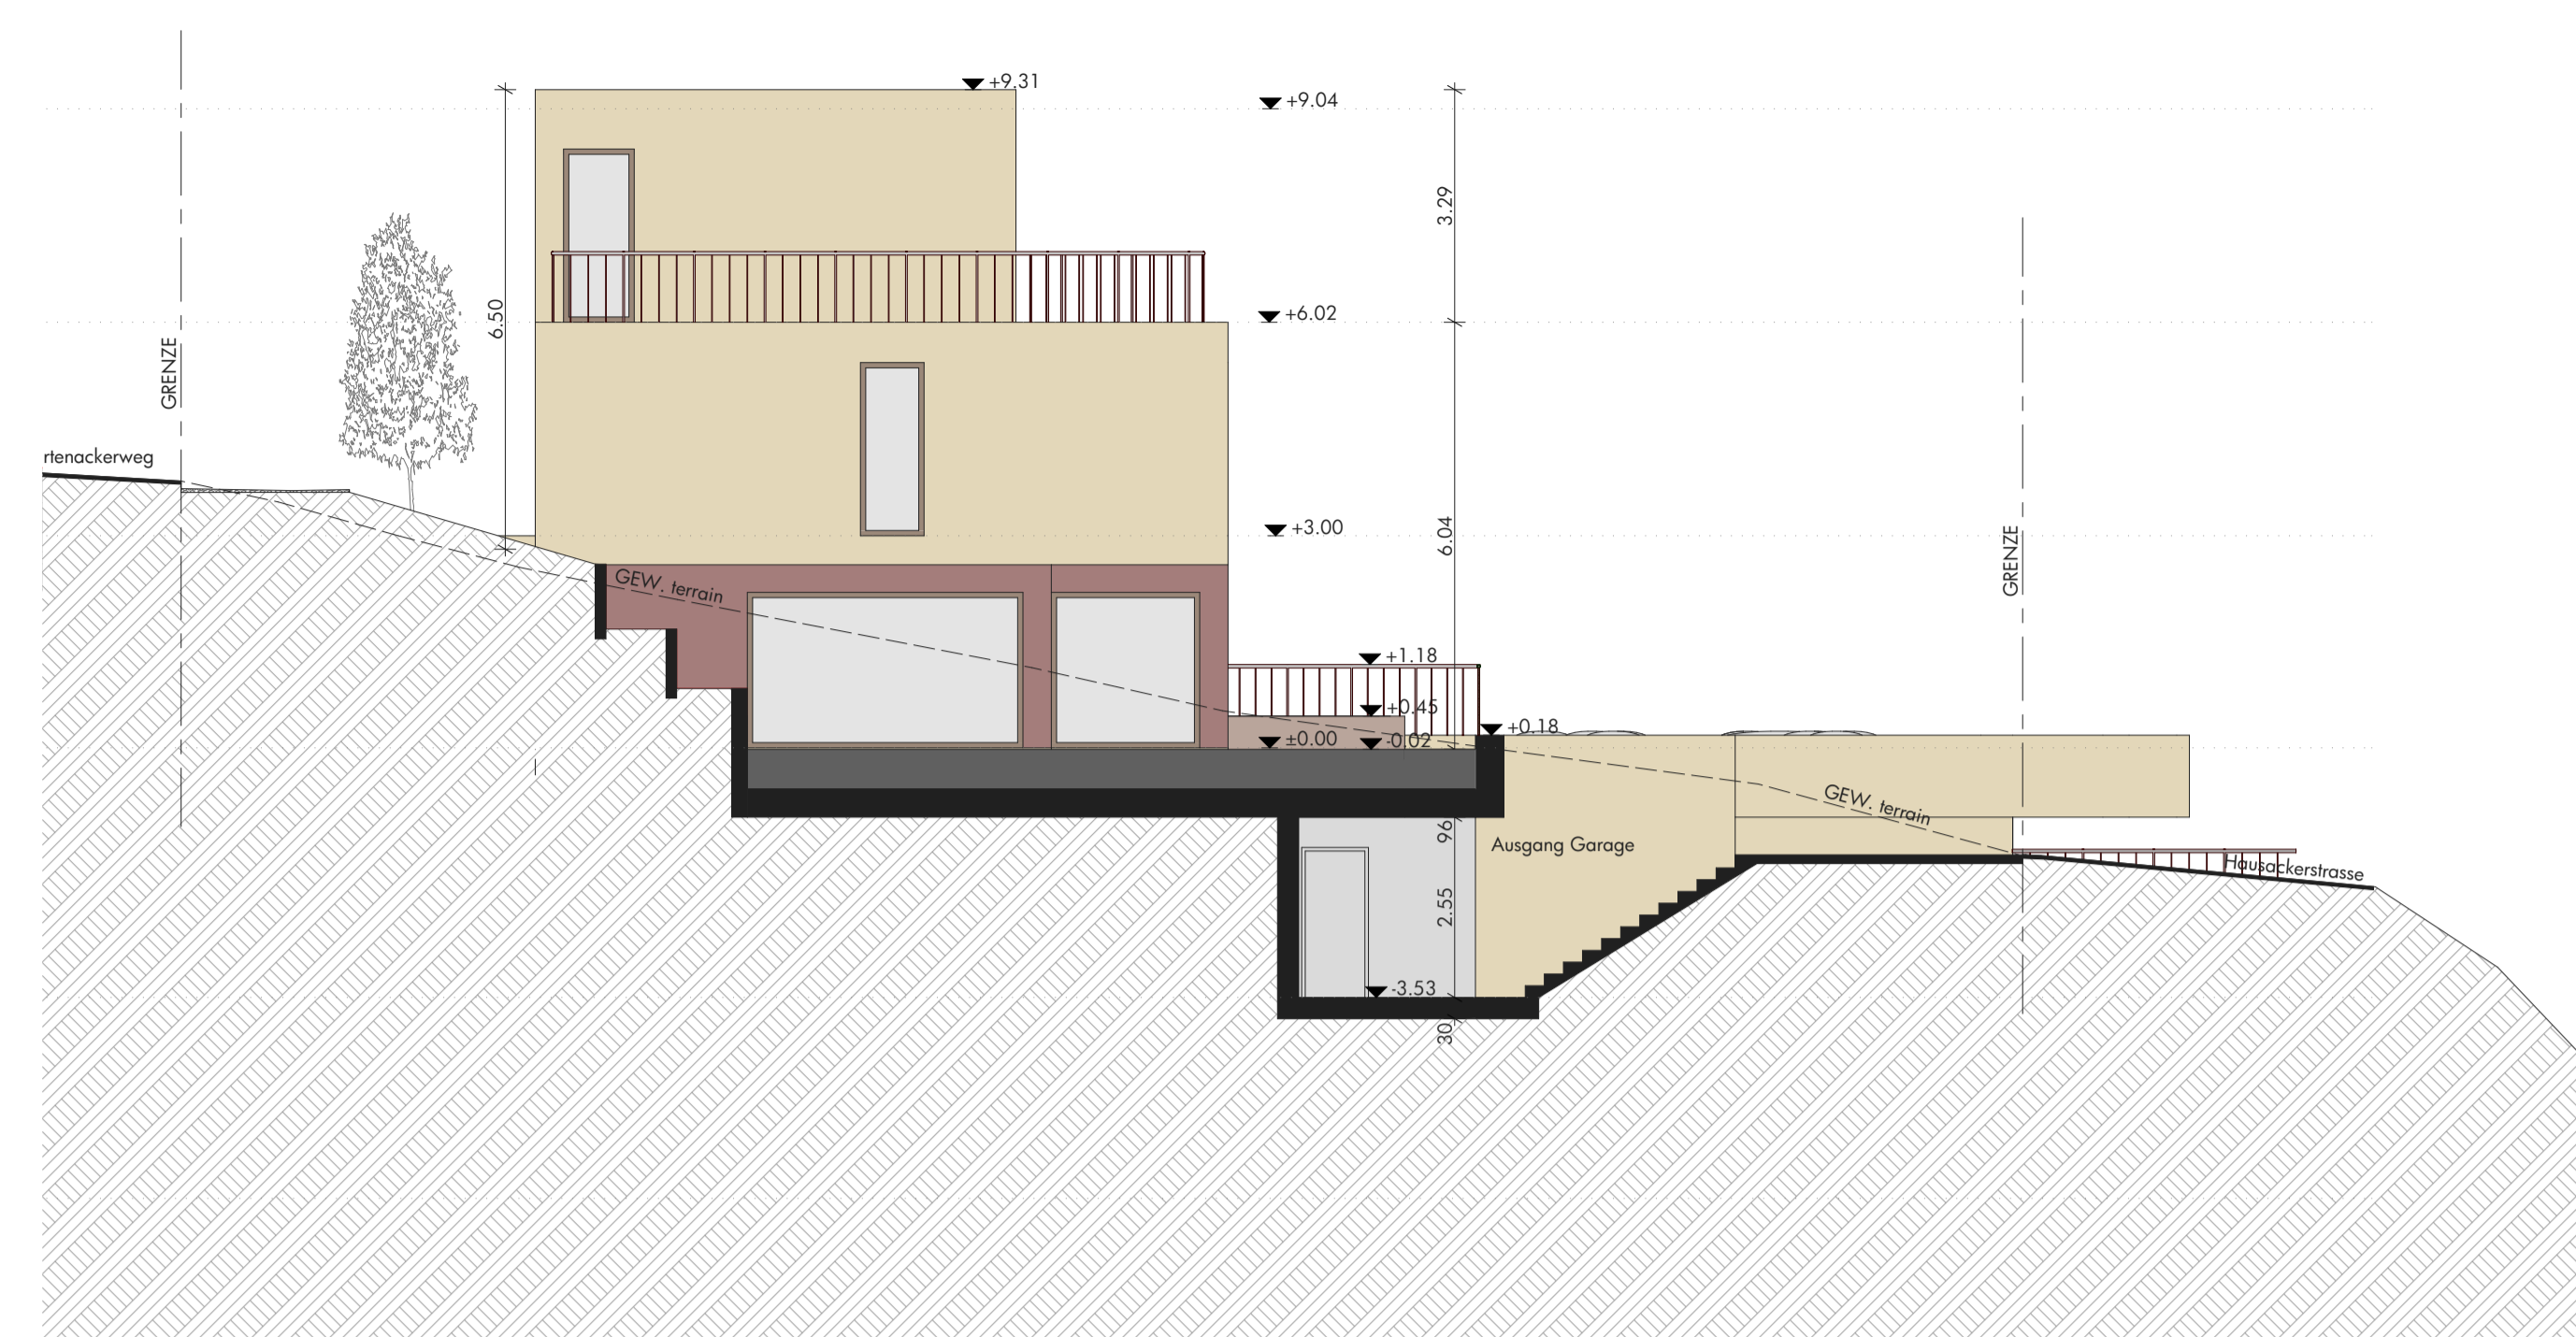 +9.31
+9.04
3.29
6.50
+6.02
GRENZE
rtenackerweg
+3.00
6.04
GRENZE
GEW. terrain
+1.18
+0.45
+0.18
±0.00
-0.02
GEW. terrain
96
Ausgang Garage
Hausackerstrasse
2.55
-3.53
30